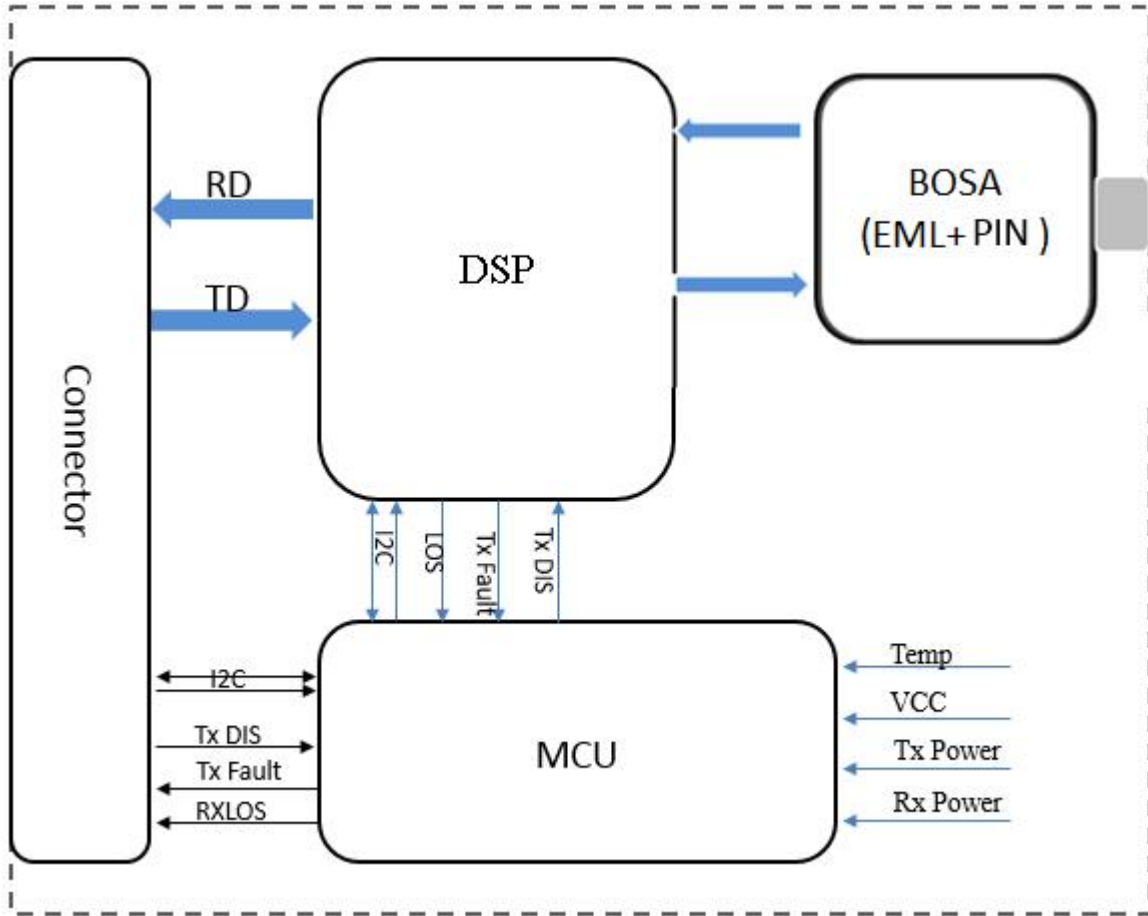 RD
TD
Connector
DSP
BOSA
(EML+ PIN )
I2C
LOS
Tx Fault
Tx DIS
I2C
Tx DIS
Tx Fault
RXLOS
MCU
Temp
VCC
Tx Power
Rx Power